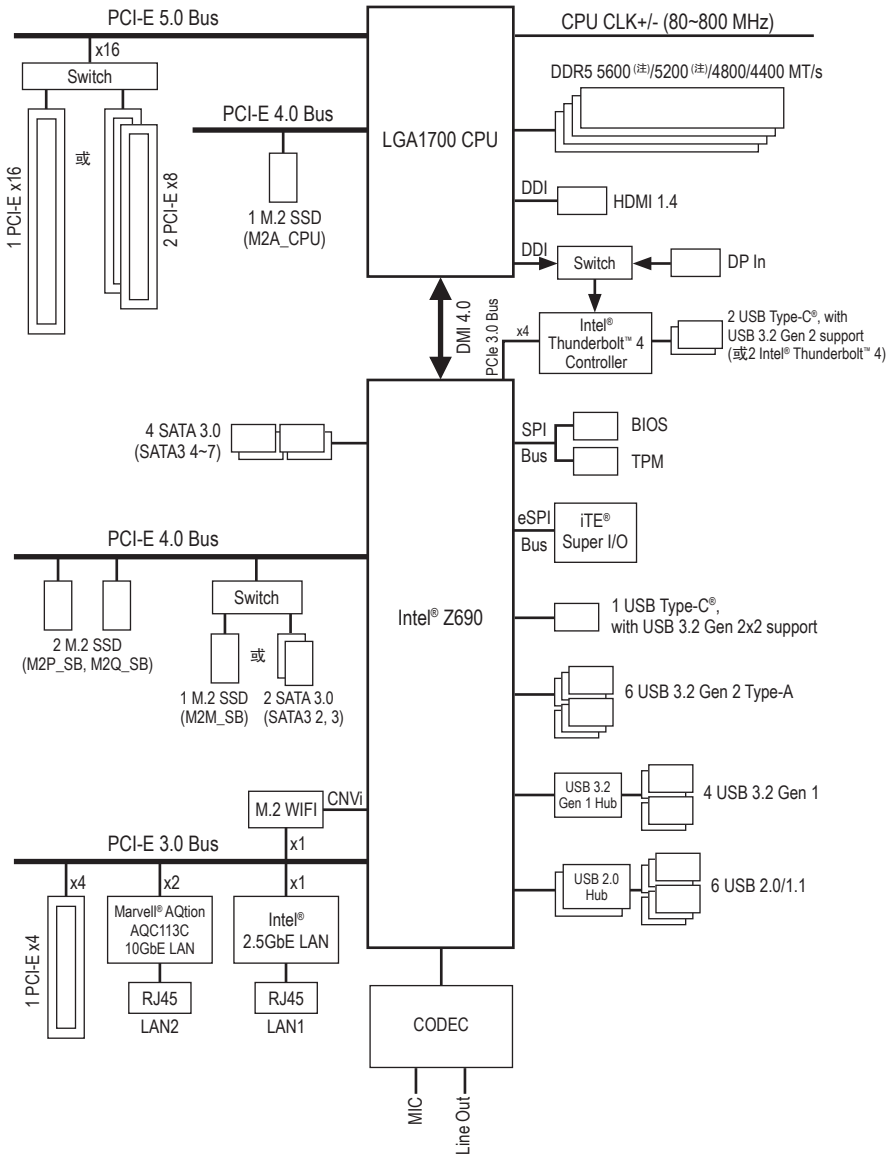 PCI-E 5.0 Bus
CPU CLK+/- (80~800 MHz)
x16
Switch
DDR5 5600 (注)/5200 (注)/4800/4400 MT/s
1 PCI-E x16
或
2 PCI-E x8
PCI-E 4.0 Bus
1 M.2 SSD
(M2A_CPU)
LGA1700 CPU
DDI
HDMI 1.4
DDI
Switch
DP In
DMI 4.0
PCIe 3.0 Bus
x4
Intel®
Thunderbolt™ 4
Controller
2 USB Type-C®, with
USB 3.2 Gen 2 support
(或2 Intel® Thunderbolt™ 4)
4 SATA 3.0
(SATA3 4~7)
SPI
Bus
BIOS
TPM
eSPI
Bus
iTE®
Super I/O
PCI-E 4.0 Bus
2 M.2 SSD
(M2P_SB, M2Q_SB)
Switch
1 M.2 SSD
(M2M_SB)
或
2 SATA 3.0
(SATA3 2, 3)
Intel® Z690
1 USB Type-C®,
with USB 3.2 Gen 2x2 support
6 USB 3.2 Gen 2 Type-A
USB 3.2
Gen 1 Hub
4 USB 3.2 Gen 1
USB 2.0
Hub
6 USB 2.0/1.1
M.2 WIFI
CNVi
x1
PCI-E 3.0 Bus
x4
x2
x1
1 PCI-E x4
Marvell® AQtion
AQC113C
10GbE LAN
Intel®
2.5GbE LAN
RJ45
LAN2
RJ45
LAN1
CODEC
MIC
Line Out